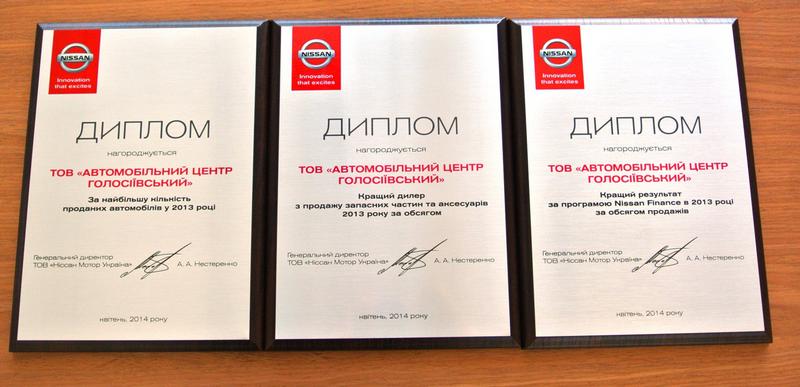 NISSAN
Innovation
that excites
ДИПЛОМ
нагороджується
ТОВ «АВТОМОБІЛЬНИЙ ЦЕНТР
ГОЛОСІЇВСЬКИЙ»
За найбільшу кількість
проданих автомобілів у 2013 році
Генеральний директор
ТОВ «Ніссан Мотор Україна»
А. А. Нестеренко
квітень, 2014 року
NISSAN
Innovation
that excites
ДИПЛОМ
нагороджується
ТОВ «АВТОМОБІЛЬНИЙ ЦЕНТР
ГОЛОСІЇВСЬКИЙ»
Кращий дилер
з продажу запасних частин та аксесуарів
2013 року за обсягом
Генеральний директор
ТОВ «Ніссан Мотор Україна»
А. А. Нестеренко
квітень, 2014 року
NISSAN
Innovation
that excites
ДИПЛОМ
нагороджується
ТОВ «АВТОМОБІЛЬНИЙ ЦЕНТР
ГОЛОСІЇВСЬКИЙ»
Кращий результат
за програмою Nissan Finance в 2013 році
за обсягом продажів
Генеральний директор
ТОВ «Ніссан Мотор Україна»
А. А. Нестеренко
квітень, 2014 року